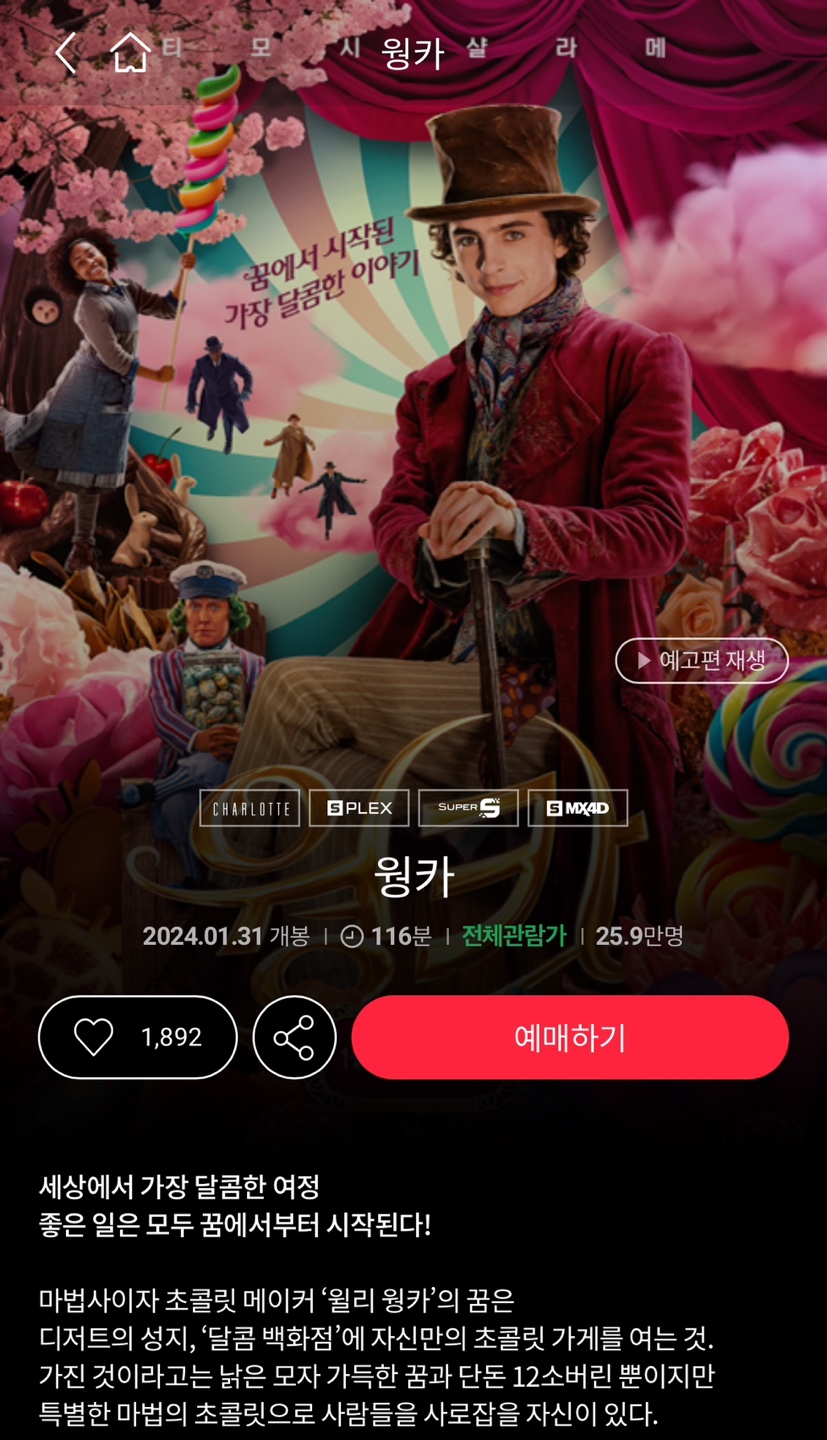 티 모 시 샬 라 메
웡카
꿈에서 시작된
가장 달콤한 이야기
예고편 재생
웡카
CHARLOTTE
S PLEX
SUPER S
S MX4D
웡카
2024.01.31 개봉 | 116분 | 전체관람가 | 25.9만명
1,892
예매하기
세상에서 가장 달콤한 여정
좋은 일은 모두 꿈에서부터 시작된다!
마법사이자 초콜릿 메이커 ‘윌리 웡카’의 꿈은
디저트의 성지, ‘달콤 백화점’에 자신만의 초콜릿 가게를 여는 것.
가진 것이라고는 낡은 모자 가득한 꿈과 단돈 12소버린 뿐이지만
특별한 마법의 초콜릿으로 사람들을 사로잡을 자신이 있다.